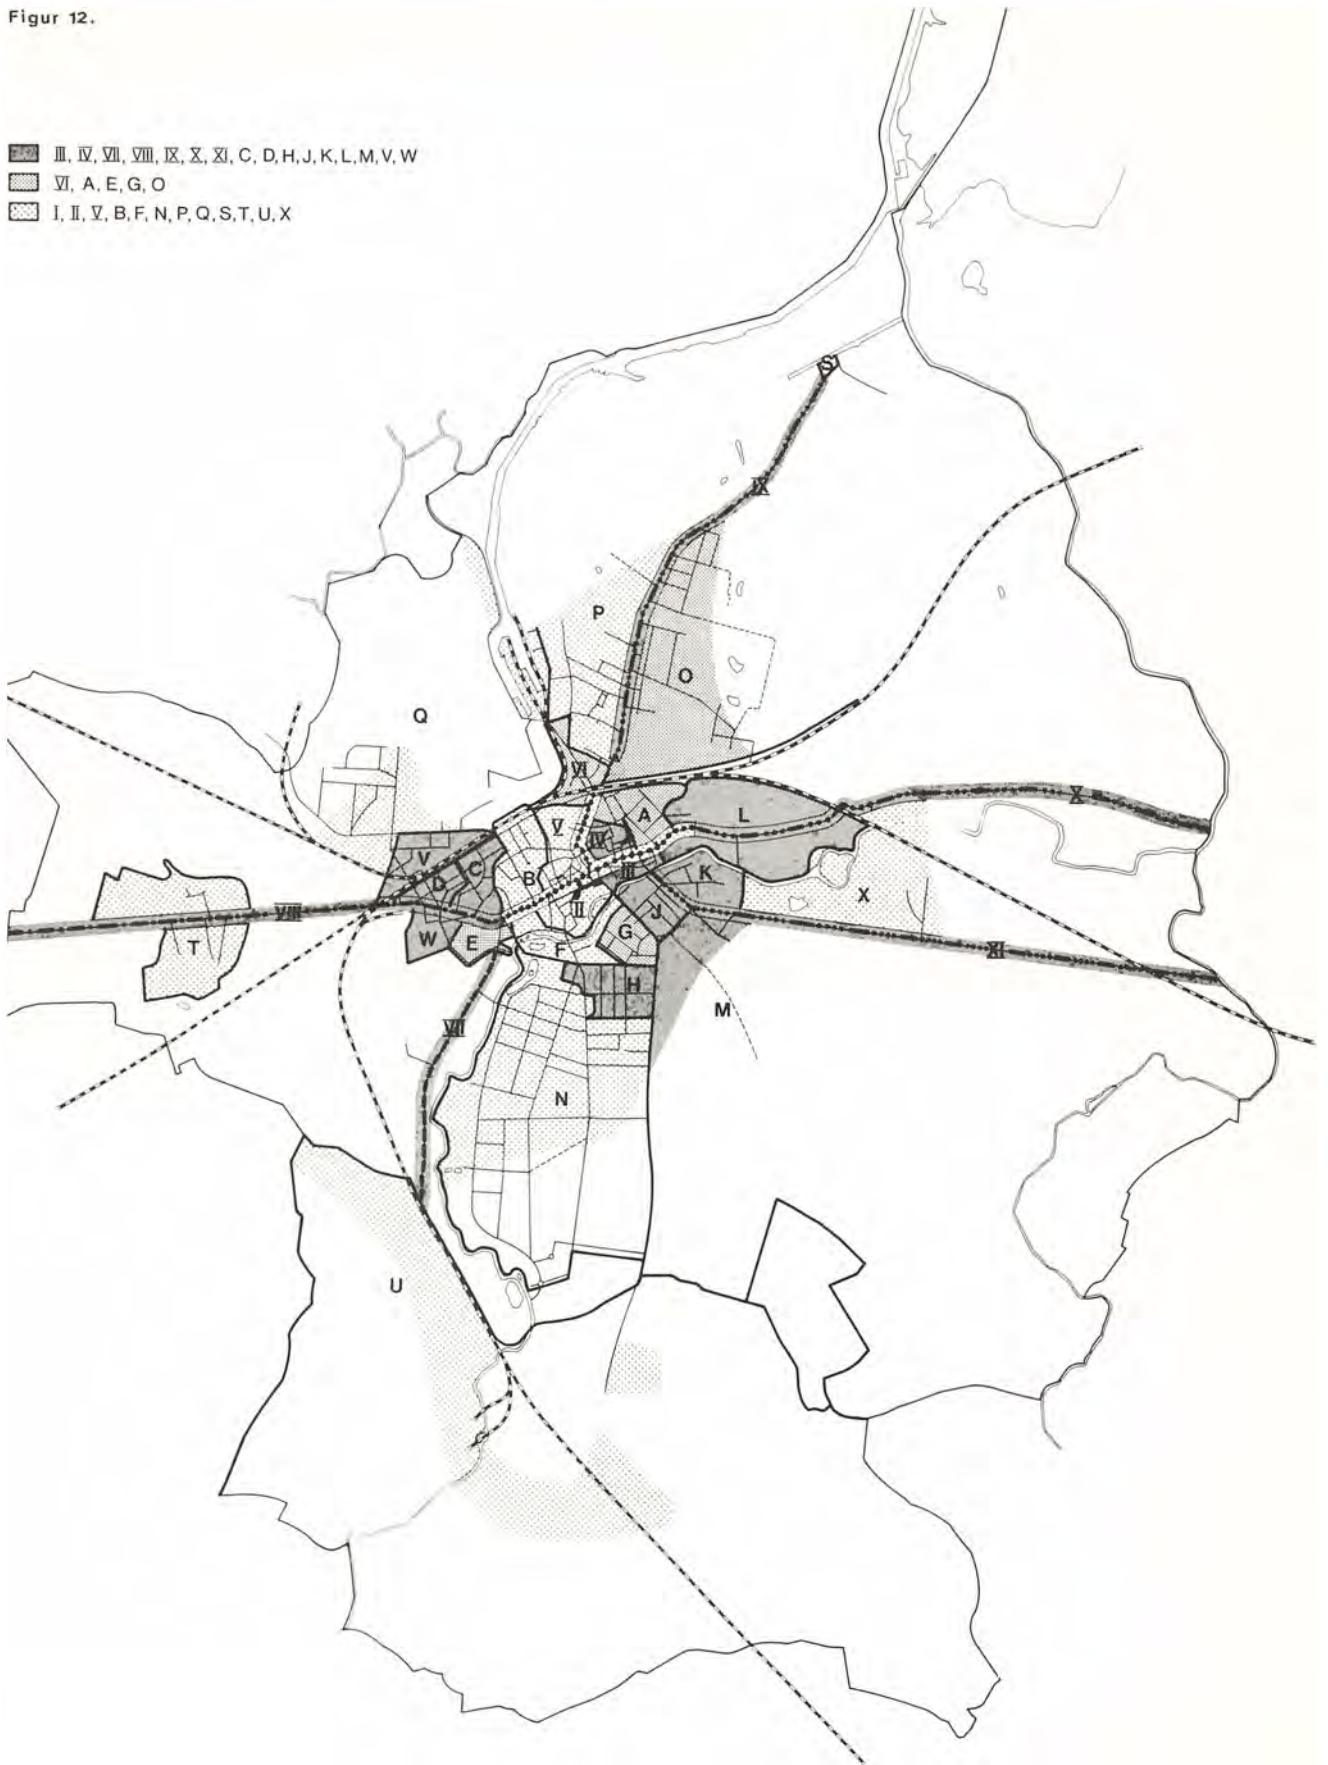 Figur 12.
III, IV, VII, VIII, IX, X, XI, C, D, H, J, K, L, M, V, W
VI, A, E, G, O
I, II, V, B, F, N, P, Q, S, T, U, X
S
IX
P
O
Q
VI
X
L
A
V
IV
V
C
D
B
III
K
X
VIII
II
J
T
W
E
F
G
XI
H
M
VII
N
U